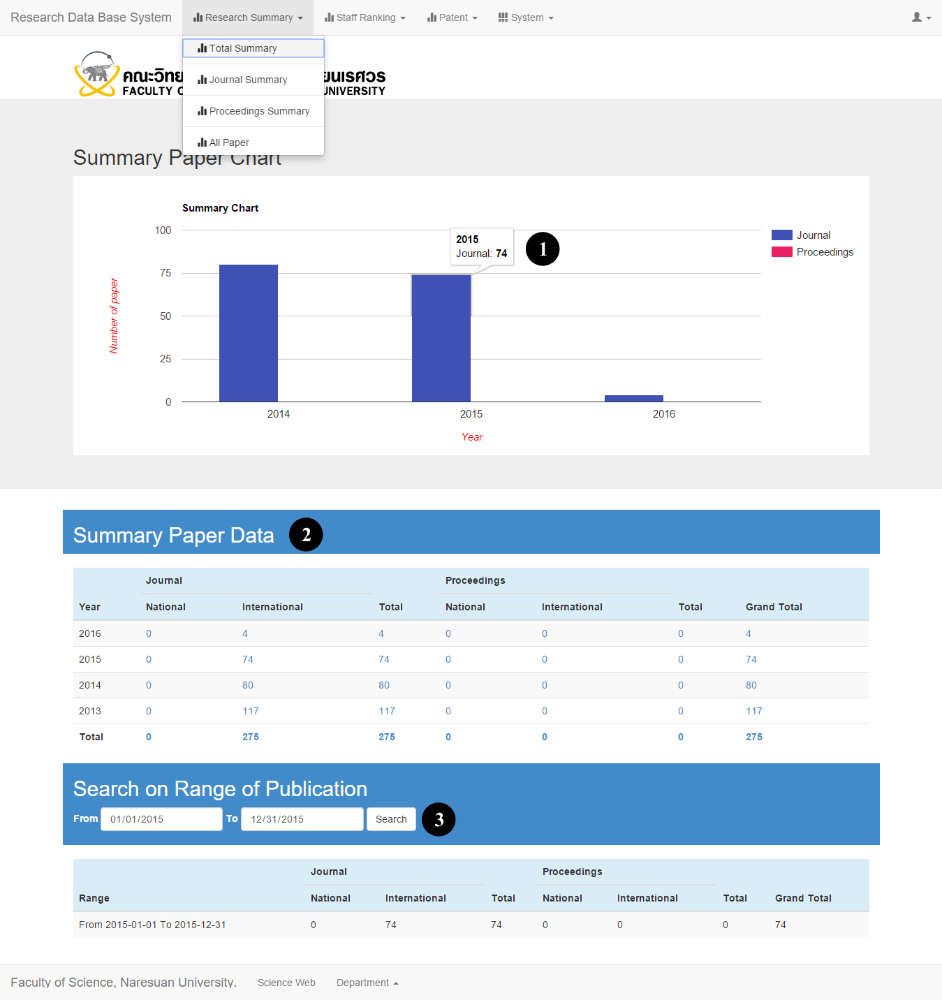 Research Data Base System Research Summary Staff Ranking Patent System
Total Summary
Journal Summary
Proceedings Summary
All Paper
คณะวิทย ยนเรศวร
FACULTY UNIVERSITY
Summary Paper Chart
Summary Chart
100
75
50
25
0
Number of paper
2015
Journal: 74
1
Journal
Proceedings
2014 2015 2016
Year
Summary Paper Data 2
Journal Proceedings
Year National International Total National International Total Grand Total
2016 0 4 4 0 0 0 4
2015 0 74 74 0 0 0 74
2014 0 80 80 0 0 0 80
2013 0 117 117 0 0 0 117
Total 0 275 275 0 0 0 275
Search on Range of Publication
From 01/01/2015 To 12/31/2015 Search 3
Journal Proceedings
Range National International Total National International Total Grand Total
From 2015-01-01 To 2015-12-31 0 74 74 0 0 0 74
Faculty of Science, Naresuan University. Science Web Department